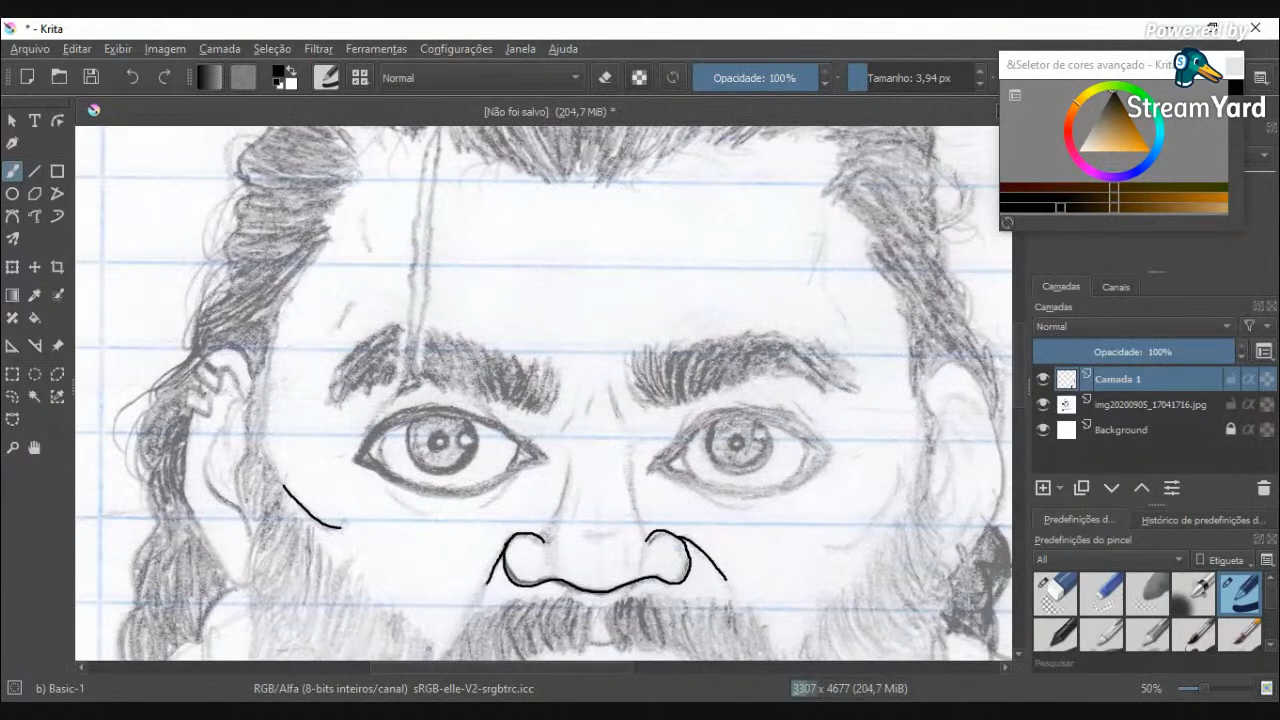 * - Krita
Powered by
StreamYard
Arquivo Editar Exibir Imagem Camada Seleção Filtrar Ferramentas Configurações Janela Ajuda
Normal
Opacidade: 100%
Tamanho: 3,94 px
&Seletor de cores avançado - Krita
[Não foi salvo] (204,7 MiB) *
Camadas Canais
Camadas
Normal
Opacidade: 100%
Camada 1
img20200905_17041716.jpg
Background
Predefinições d... Histórico de predefinições d...
Predefinições do pincel
All
Etiqueta
Pesquisar
b) Basic-1
RGB/Alfa (8-bits inteiros/canal) sRGB-elle-V2-srgbtrc.icc
3307 x 4677 (204,7 MiB)
50%